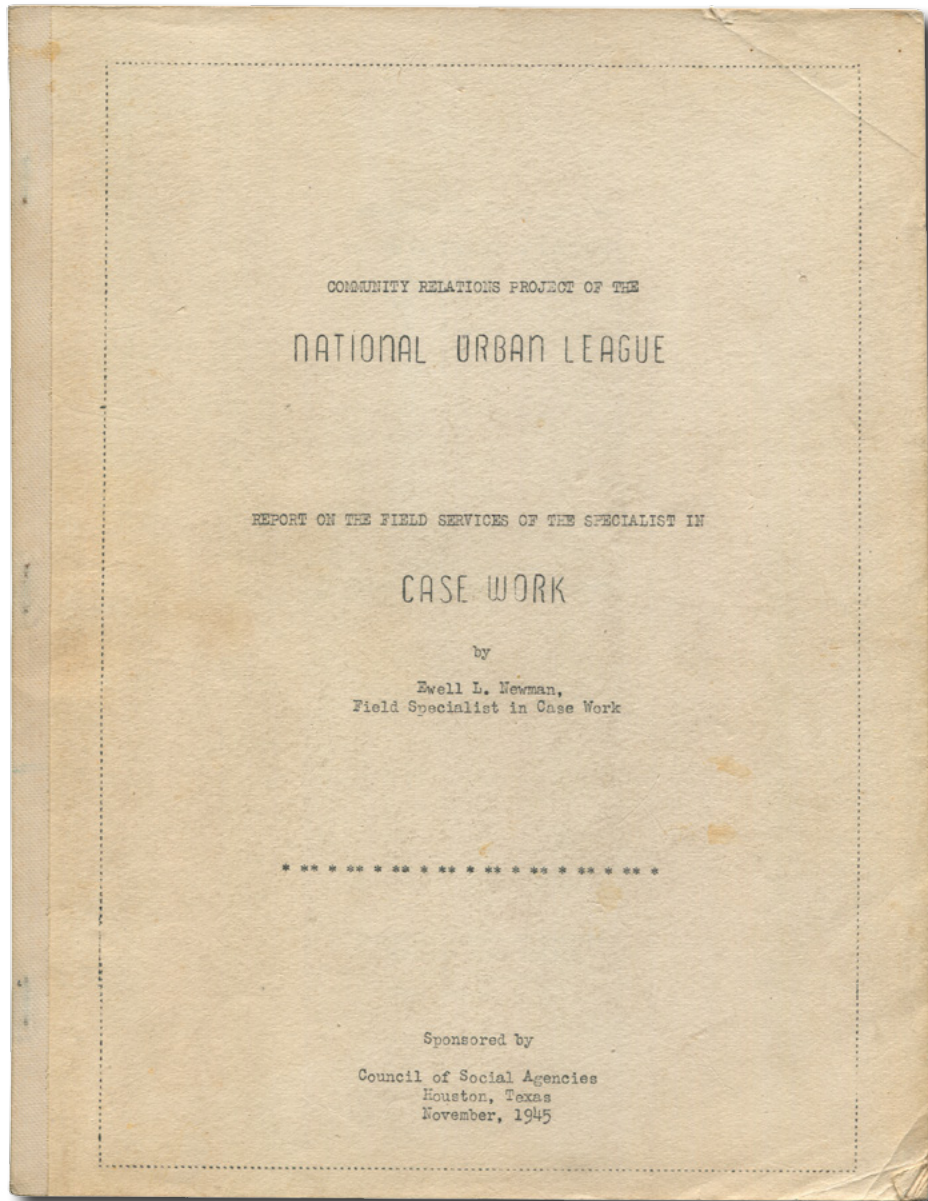 COMMUNITY RELATIONS PROJECT OF THE
NATIONAL URBAN LEAGUE
REPORT ON THE FIELD SERVICES OF THE SPECIALIST IN
CASE WORK
by
Ewell L. Newman,
Field Specialist in Case Work
* ** * ** * ** * ** * ** * ** * ** * ** *
Sponsored by
Council of Social Agencies
Houston, Texas
November, 1945